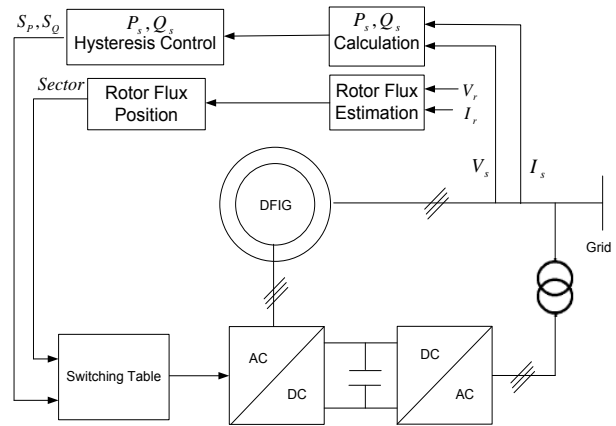 S_P, S_Q
P_s, Q_s
Hysteresis Control
P_s, Q_s
Calculation
Sector
Rotor Flux
Position
Rotor Flux
Estimation
V_r
I_r
V_s
I_s
DFIG
Grid
Switching Table
AC
DC
DC
AC